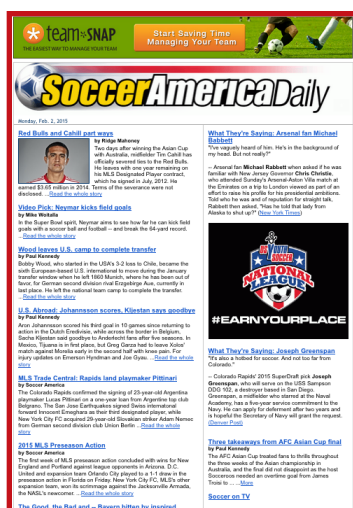 teamSNAP
THE EASIEST WAY TO MANAGE YOUR TEAM
Start Saving Time
Managing Your Team
SoccerAmericaDaily
Monday, Feb. 2, 2015
Red Bulls and Cahill part ways
by Ridge Mahoney
Two days after winning the Asian Cup
with Australia, midfielder Tim Cahill has
officially severed ties to the Red Bulls.
He leaves with one year remaining on
his MLS Designated Player contract,
which he signed in July, 2012. He
earned $3.65 million in 2014. Terms of the severance were not
disclosed. ...Read the whole story
Video Pick: Neymar kicks field goals
by Mike Woitalla
In the Super Bowl spirit, Neymar aims to see how far he can kick field
goals with a soccer ball and football -- and break the 64-yard record.
...Read the whole story
Wood leaves U.S. camp to complete transfer
by Paul Kennedy
Bobby Wood, who started in the USA's 3-2 loss to Chile, became the
sixth European-based U.S. international to move during the January
transfer window when he left 1860 Munich, where he has been out of
favor, for German second division rival Erzgebirge Aue, currently in
last place. He left the national team camp to complete the transfer.
...Read the whole story
U.S. Abroad: Johannsson scores, Kljestan says goodbye
by Paul Kennedy
Aron Johannsson scored his first goal in 10 games since returning to
action in the Dutch Eredivisie, while across the border in Belgium,
Sacha Kljestan said goodbye to Anderlecht fans after five seasons. In
Mexico, Tijuana is in first place, but Greg Garza had to leave Xolos'
match against Morelia early in the second half with knee pain. For
injury updates on Emerson Hyndman and Joe Gyau. ...Read the whole
story
MLS Trade Central: Rapids land playmaker Pittinari
by Soccer America
The Colorado Rapids confirmed the signing of 23-year-old Argentina
playmaker Lucas Pittinari on a one-year loan from Argentine top club
Belgrano. The San Jose Earthquakes signed Swiss international
forward Innocent Emeghara as their third designated player, while
New York City FC acquired 29-year-old Slovakian striker Adam Nemec
from German second division club Union Berlin ...Read the whole
story
2015 MLS Preseason Action
by Soccer America
The first week of MLS preseason action concluded with wins for New
England and Portland against league opponents in Arizona. D.C.
United and expansion team Orlando City played to a 1-1 draw in the
preseason action in Florida on Friday. New York City FC, MLS's other
expansion team, won its scrimmage against the Jacksonville Armada,
the NASL's newcomer. ...Read the whole story
The Good, the Bad and -- Bayern bitten by inspired
What They're Saying: Arsenal fan Michael
Babbett
"I've vaguely heard of him. He's in the background of my
head. But not really?"
-- Arsenal fan Michael Rabbett when asked if he was
familiar with New Jersey Governor Chris Christie,
who attended Sunday's Arsenal-Aston Villa match at
the Emirates on a trip to London viewed as part of an
effort to raise his profile for his presidential ambitions.
Told who he was and of reputation for straight talk,
Rabbett then added, "Has he told that lady from
Alaska to shut up?" (New York Times)
US YOUTH SOCCER
NATIONAL
LEAGUE
#EARNYOURPLACE
What They're Saying: Joseph Greenspan
"It's also a hotbed for soccer. And not too far from
Colorado."
-- Colorado Rapids' 2015 SuperDraft pick Joseph
Greenspan, who will serve on the USS Sampson
DDG 102, a destroyer based in San Diego.
Greenspan, a midfielder who starred at the Naval
Academy, has a five-year service commitment to the
Navy. He can apply for deferment after two years and
is hopeful the Secretary of Navy will grant the request.
(Denver Post)
Three takeaways from AFC Asian Cup final
by Paul Kennedy
The AFC Asian Cup treated fans to thrills throughout
the three weeks of the Asian championship in
Australia, and the final did not disappoint as the host
Socceroos needed an overtime goal from James
Troisi to ... ...More
Soccer on TV